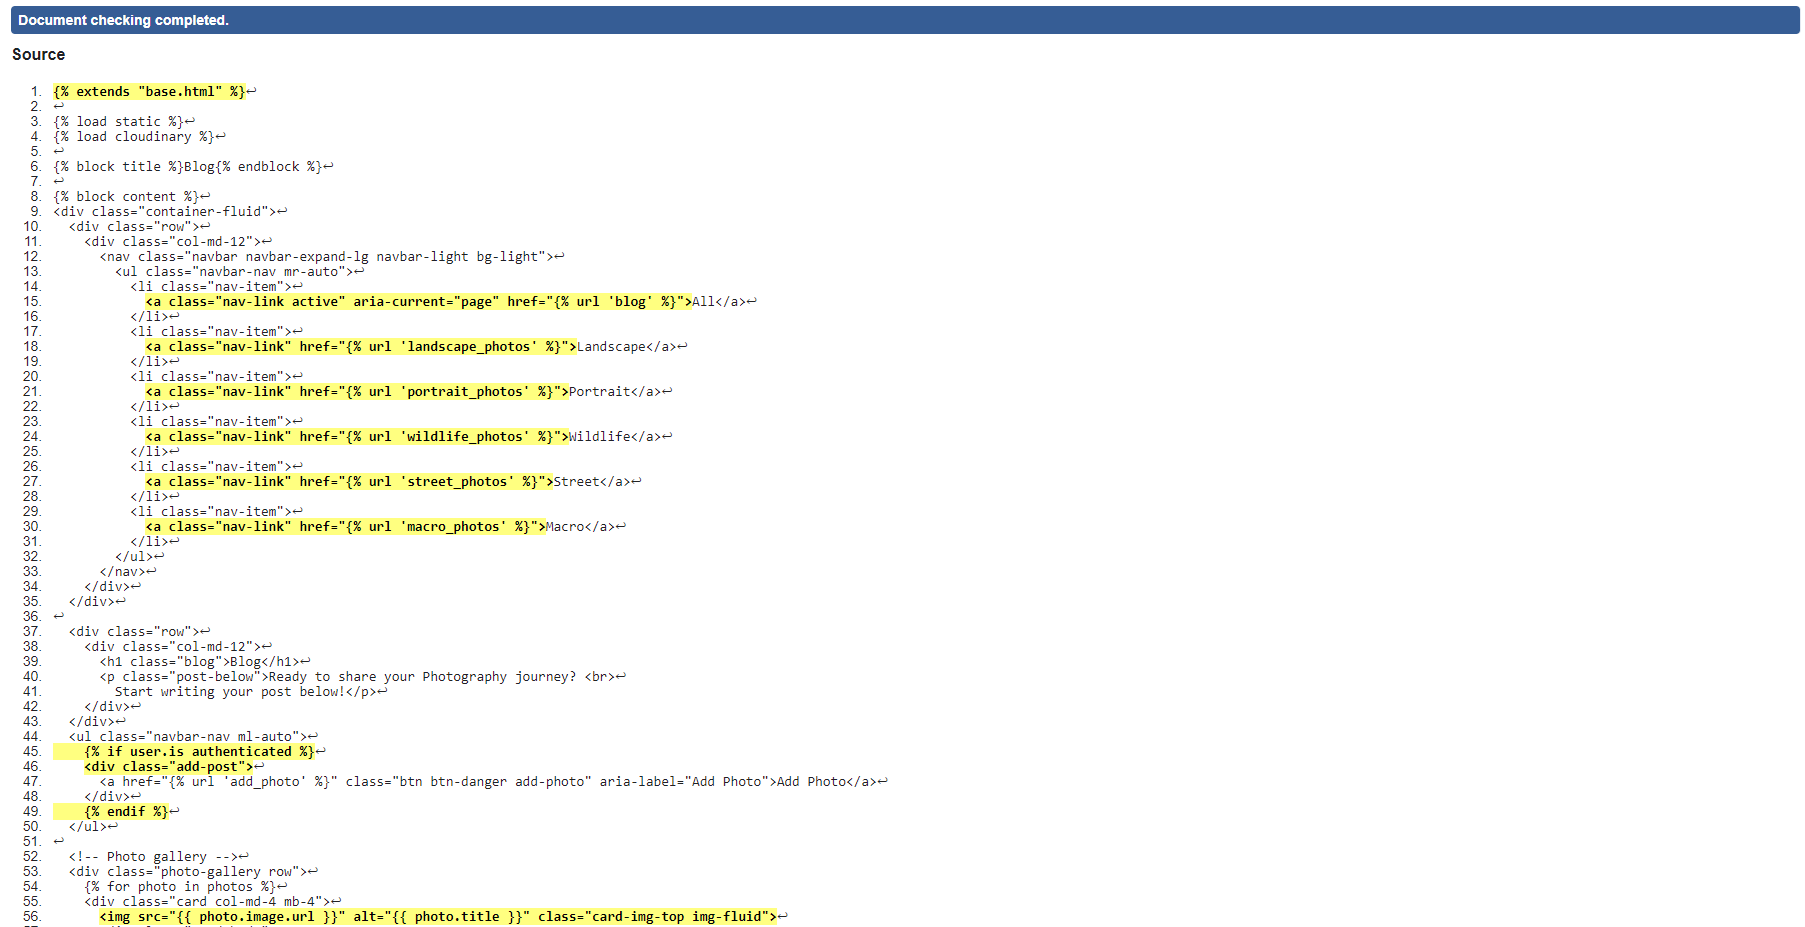 Document checking completed.
Source
1. {% extends "base.html" %}↩
2. ↩
3. {% load static %}↩
4. {% load cloudinary %}↩
5. ↩
6. {% block title %}Blog{% endblock %}↩
7. ↩
8. {% block content %}↩
9. <div class="container-fluid">↩
10. <div class="row">↩
11. <div class="col-md-12">↩
12. <nav class="navbar navbar-expand-lg navbar-light bg-light">↩
13. <ul class="navbar-nav mr-auto">↩
14. <li class="nav-item">↩
15. <a class="nav-link active" aria-current="page" href="{% url 'blog' %}">All</a>↩
16. </li>↩
17. <li class="nav-item">↩
18. <a class="nav-link" href="{% url 'landscape_photos' %}">Landscape</a>↩
19. </li>↩
20. <li class="nav-item">↩
21. <a class="nav-link" href="{% url 'portrait_photos' %}">Portrait</a>↩
22. </li>↩
23. <li class="nav-item">↩
24. <a class="nav-link" href="{% url 'wildlife_photos' %}">Wildlife</a>↩
25. </li>↩
26. <li class="nav-item">↩
27. <a class="nav-link" href="{% url 'street_photos' %}">Street</a>↩
28. </li>↩
29. <li class="nav-item">↩
30. <a class="nav-link" href="{% url 'macro_photos' %}">Macro</a>↩
31. </li>↩
32. </ul>↩
33. </nav>↩
34. </div>↩
35. </div>↩
36. ↩
37. <div class="row">↩
38. <div class="col-md-12">↩
39. <h1 class="blog">Blog</h1>↩
40. <p class="post-below">Ready to share your Photography journey? <br>↩
41. Start writing your post below!</p>↩
42. </div>↩
43. </div>↩
44. <ul class="navbar-nav ml-auto">↩
45. {% if user.is authenticated %}↩
46. <div class="add-post">↩
47. <a href="{% url 'add_photo' %}" class="btn btn-danger add-photo" aria-label="Add Photo">Add Photo</a>↩
48. </div>↩
49. {% endif %}↩
50. </ul>↩
51. ↩
52. <!-- Photo gallery -->↩
53. <div class="photo-gallery row">↩
54. {% for photo in photos %}↩
55. <div class="card col-md-4 mb-4">↩
56. <img src="{{ photo.image.url }}" alt="{{ photo.title }}" class="card-img-top img-fluid">↩